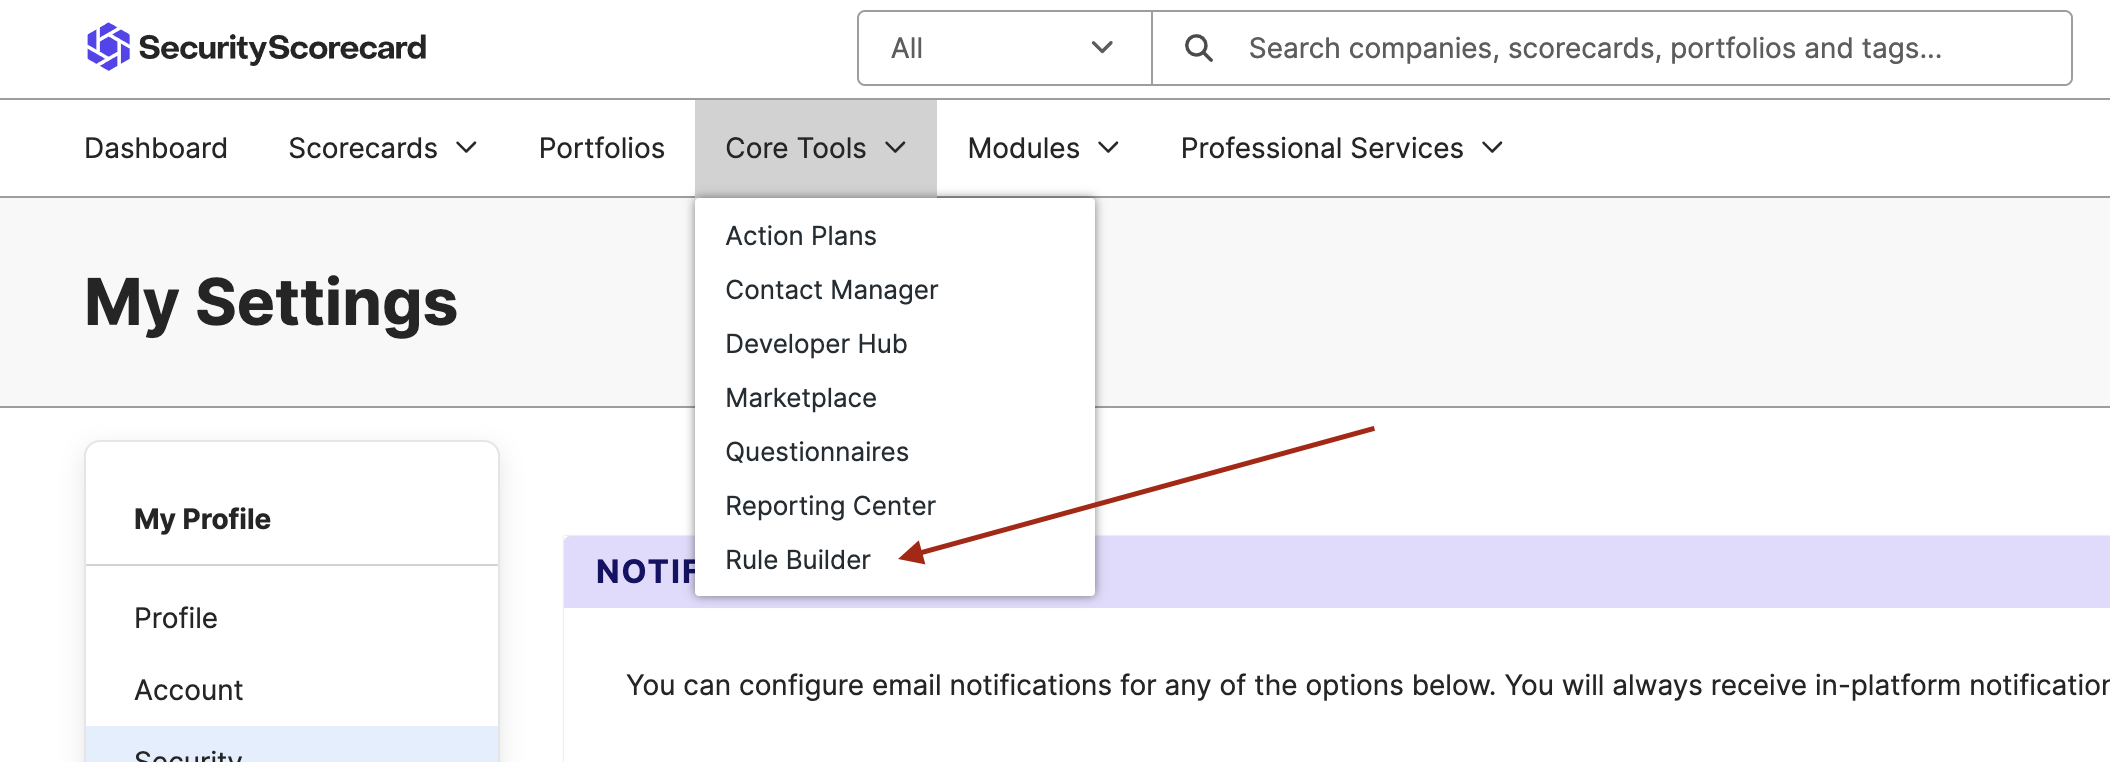 SecurityScorecard
All
Search companies, scorecards, portfolios and tags...
Dashboard Scorecards Portfolios Core Tools Modules Professional Services
Action Plans
Contact Manager
Developer Hub
Marketplace
Questionnaires
Reporting Center
Rule Builder
My Settings
My Profile
Profile
Account
Security
NOTIF
You can configure email notifications for any of the options below. You will always receive in-platform notification